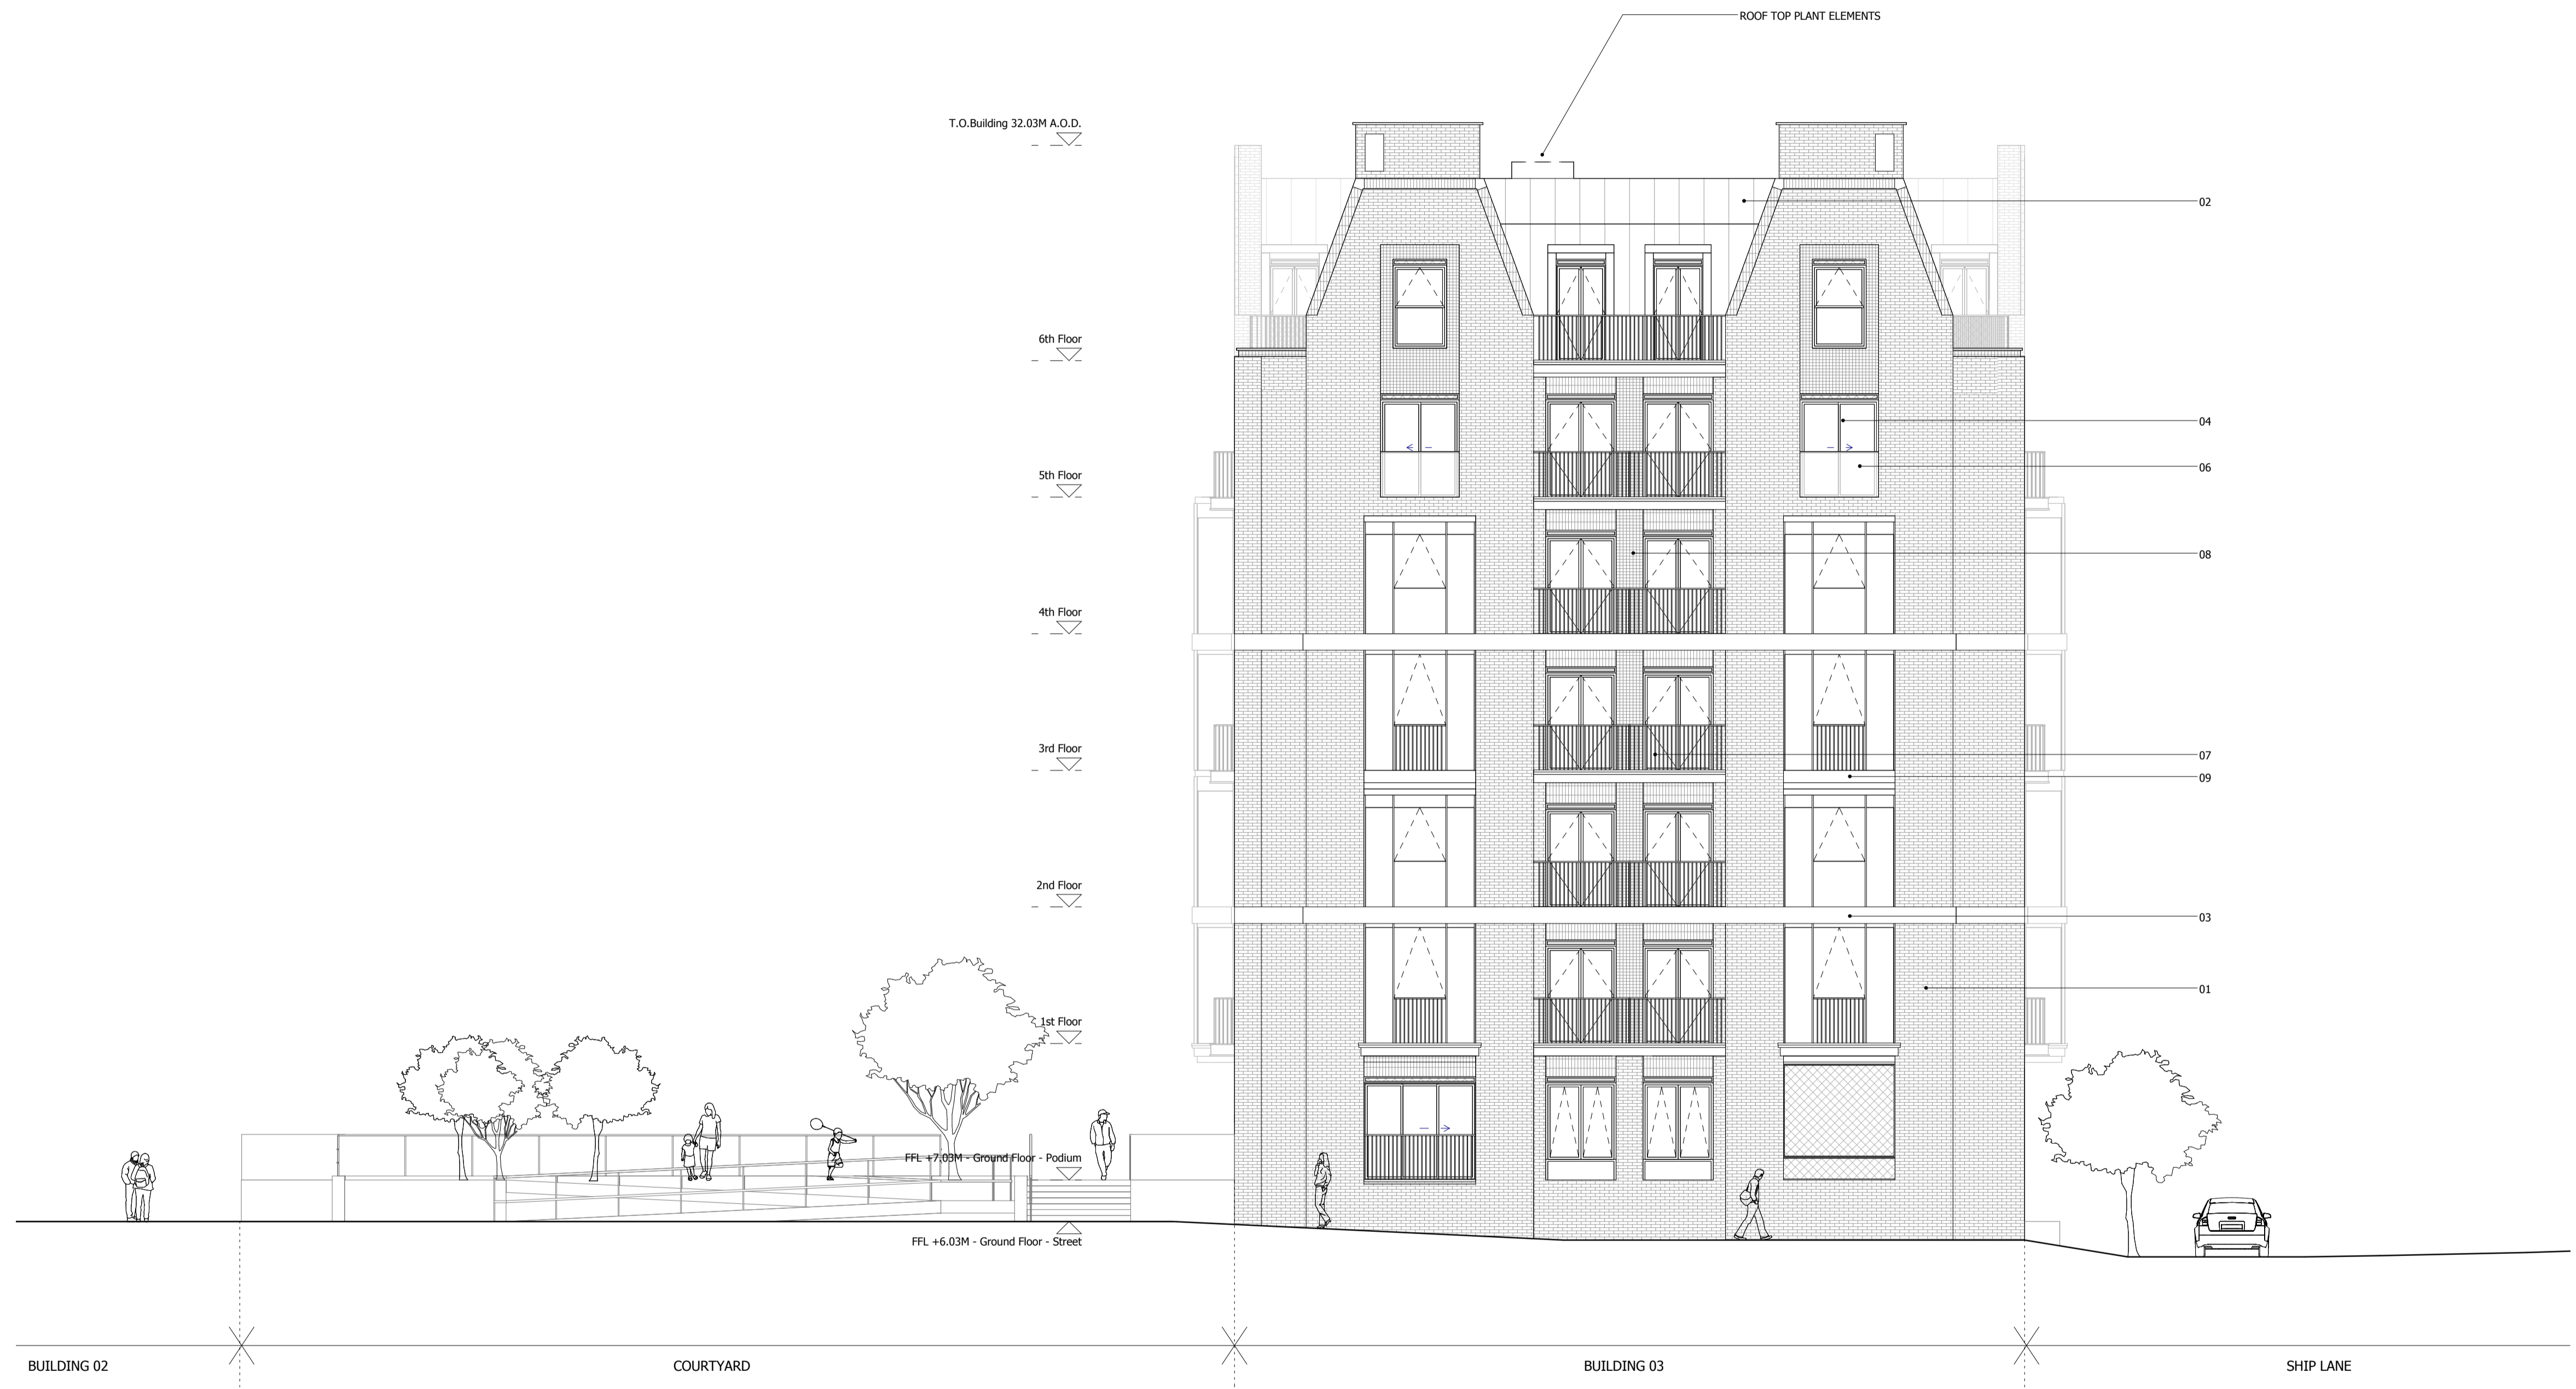 ROOF TOP PLANT ELEMENTS
T.O.Building 32.03M A.O.D.
02
6th Floor
04
5th Floor
06
08
4th Floor
3rd Floor
07
09
2nd Floor
03
01
1st Floor
FFL +7.03M - Ground Floor - Podium
FFL +6.03M - Ground Floor - Street
BUILDING 02
COURTYARD
BUILDING 03
SHIP LANE